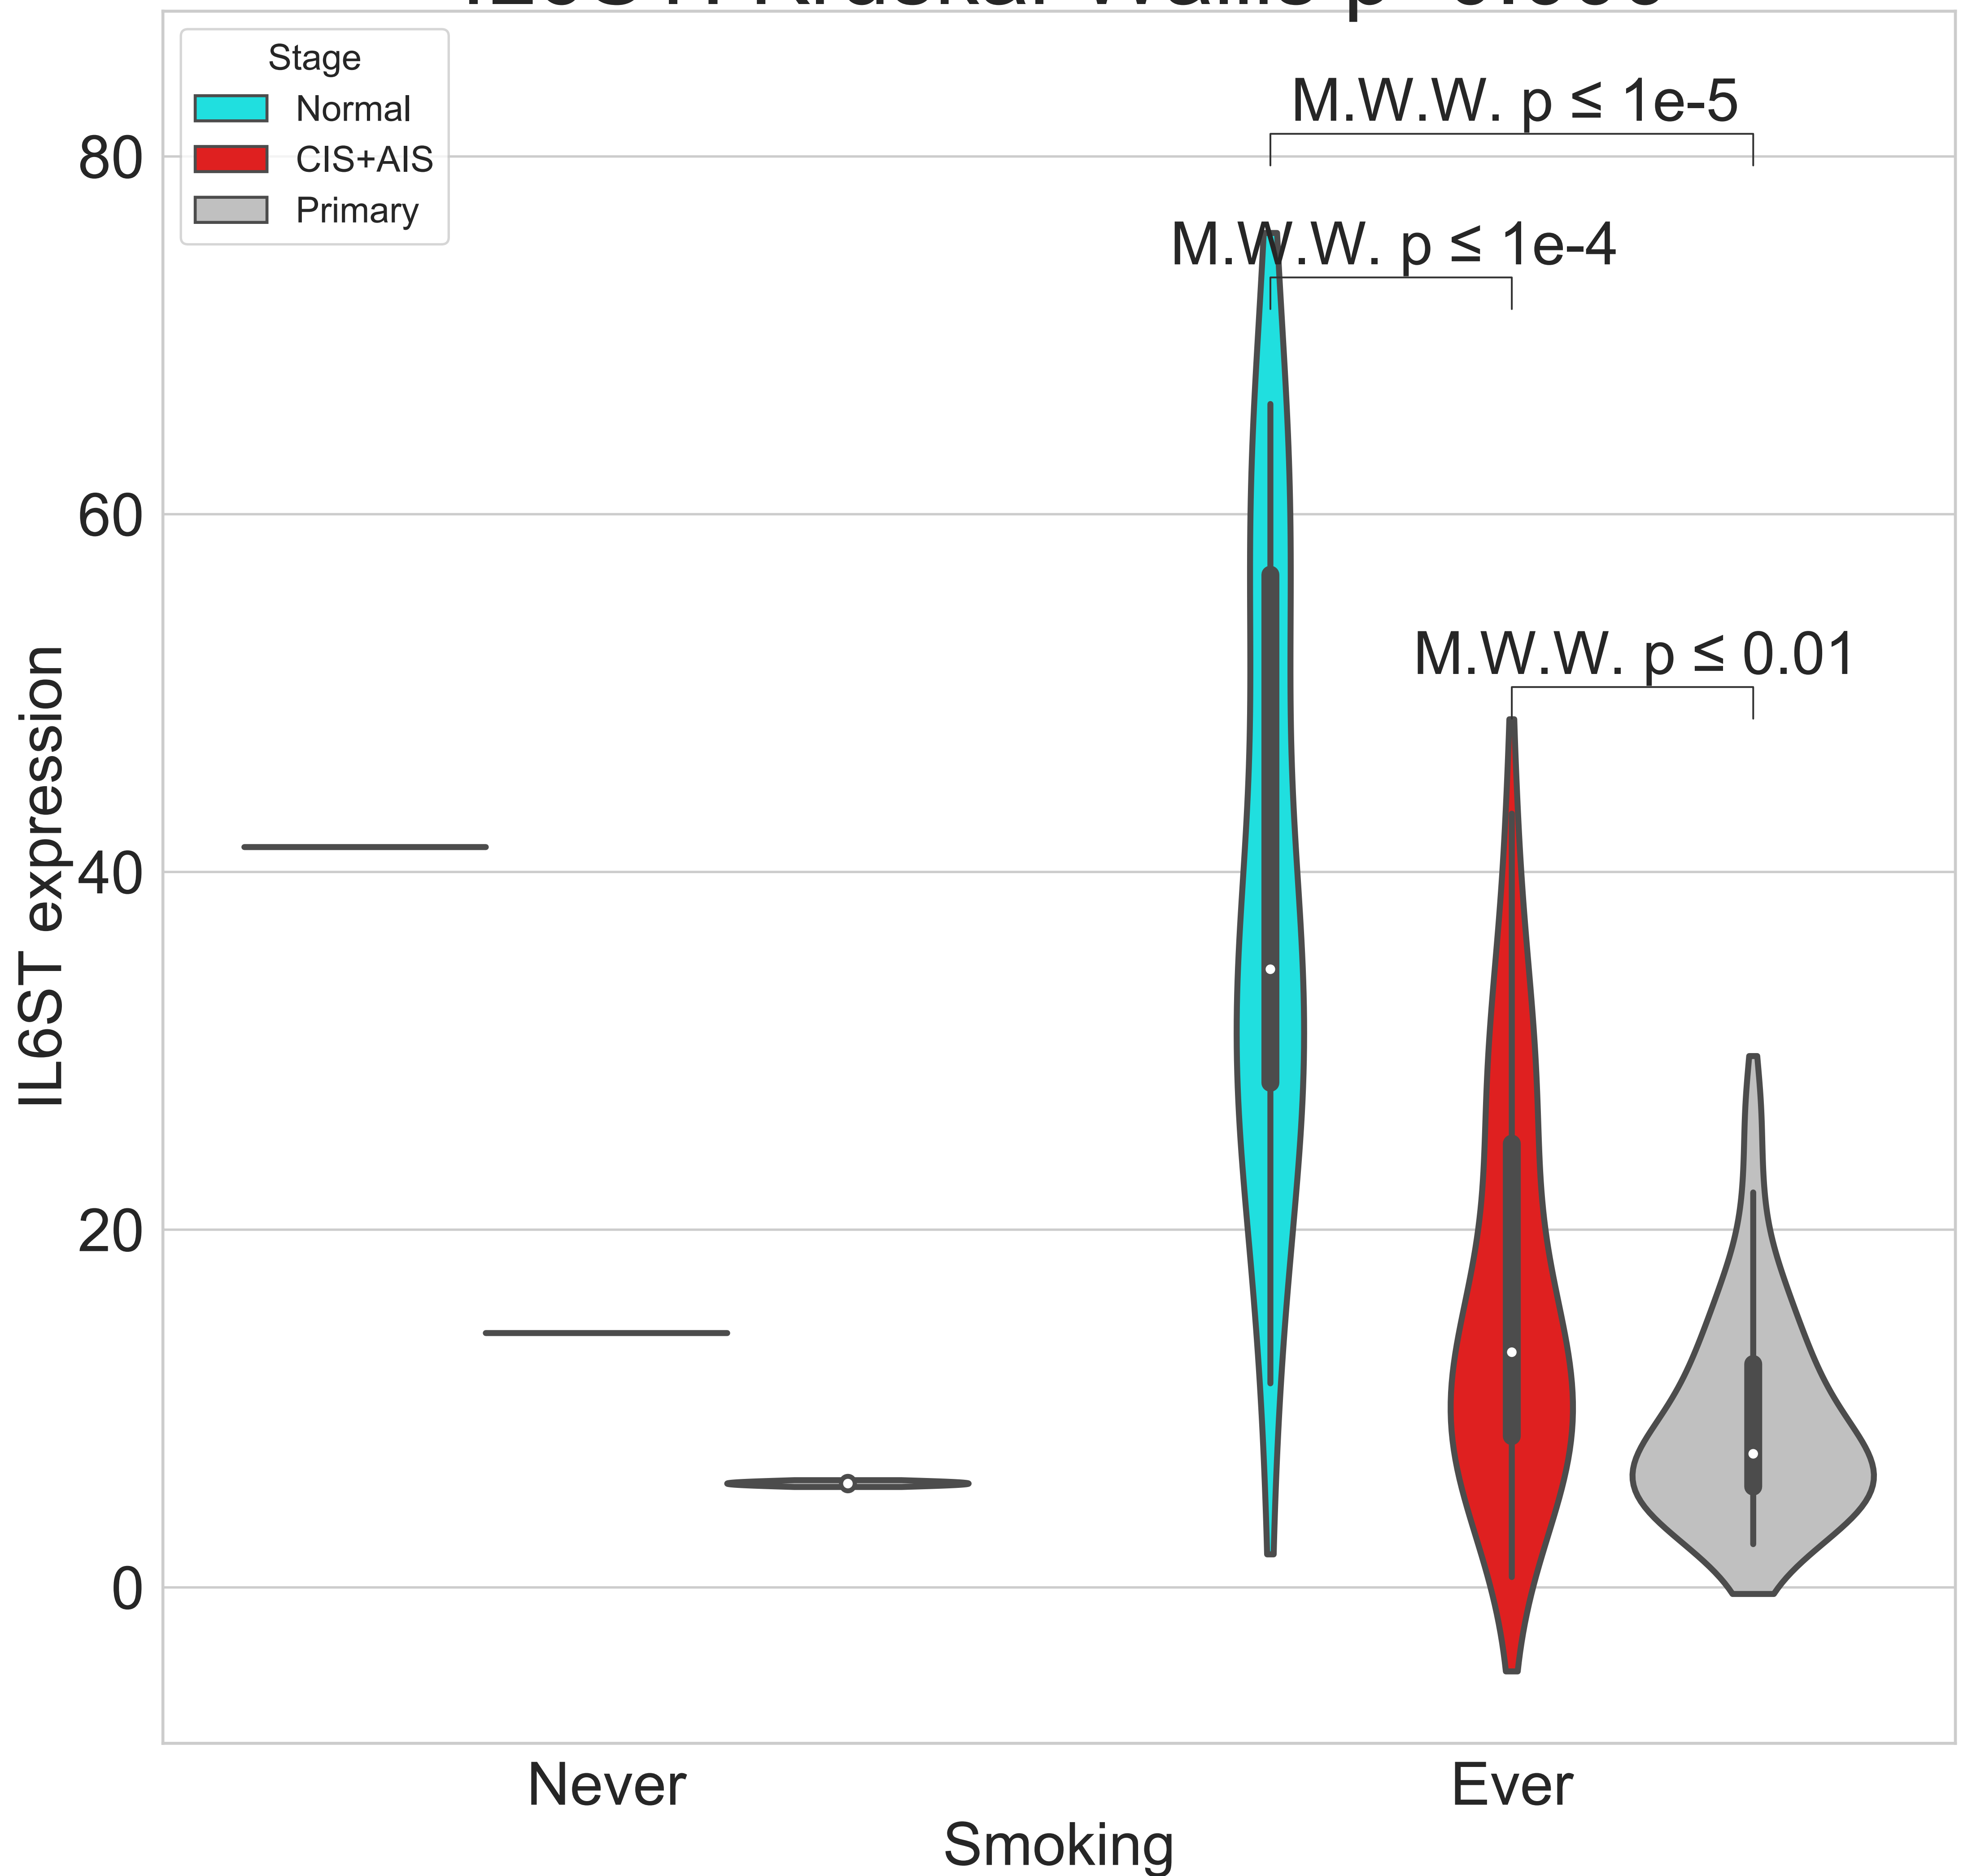 Stage
Normal
CIS+AIS
Primary
M.W.W. p ≤ 1e-5
M.W.W. p ≤ 1e-4
M.W.W. p ≤ 0.01
80
60
40
20
0
IL6ST expression
Never
Ever
Smoking